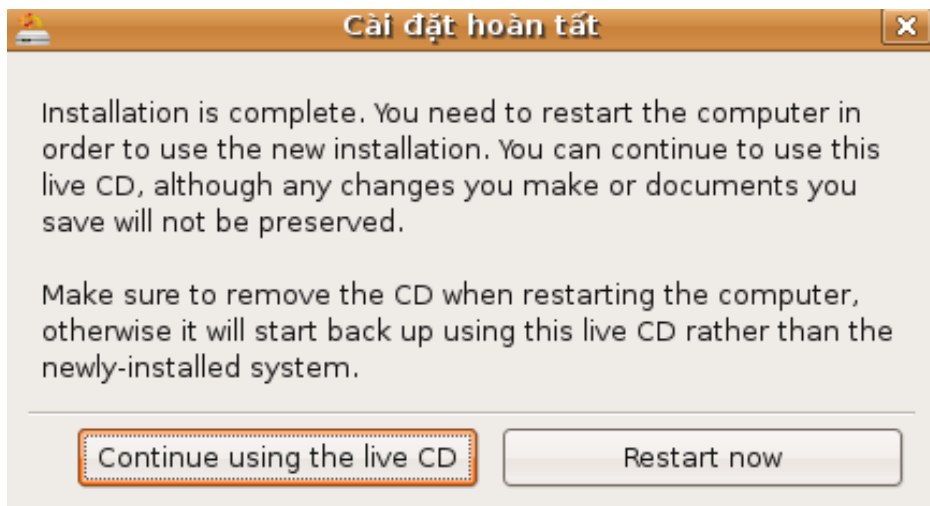 Cài đặt hoàn tất
Installation is complete. You need to restart the computer in
order to use the new installation. You can continue to use this
live CD, although any changes you make or documents you
save will not be preserved.
Make sure to remove the CD when restarting the computer,
otherwise it will start back up using this live CD rather than the
newly-installed system.
Continue using the live CD
Restart now